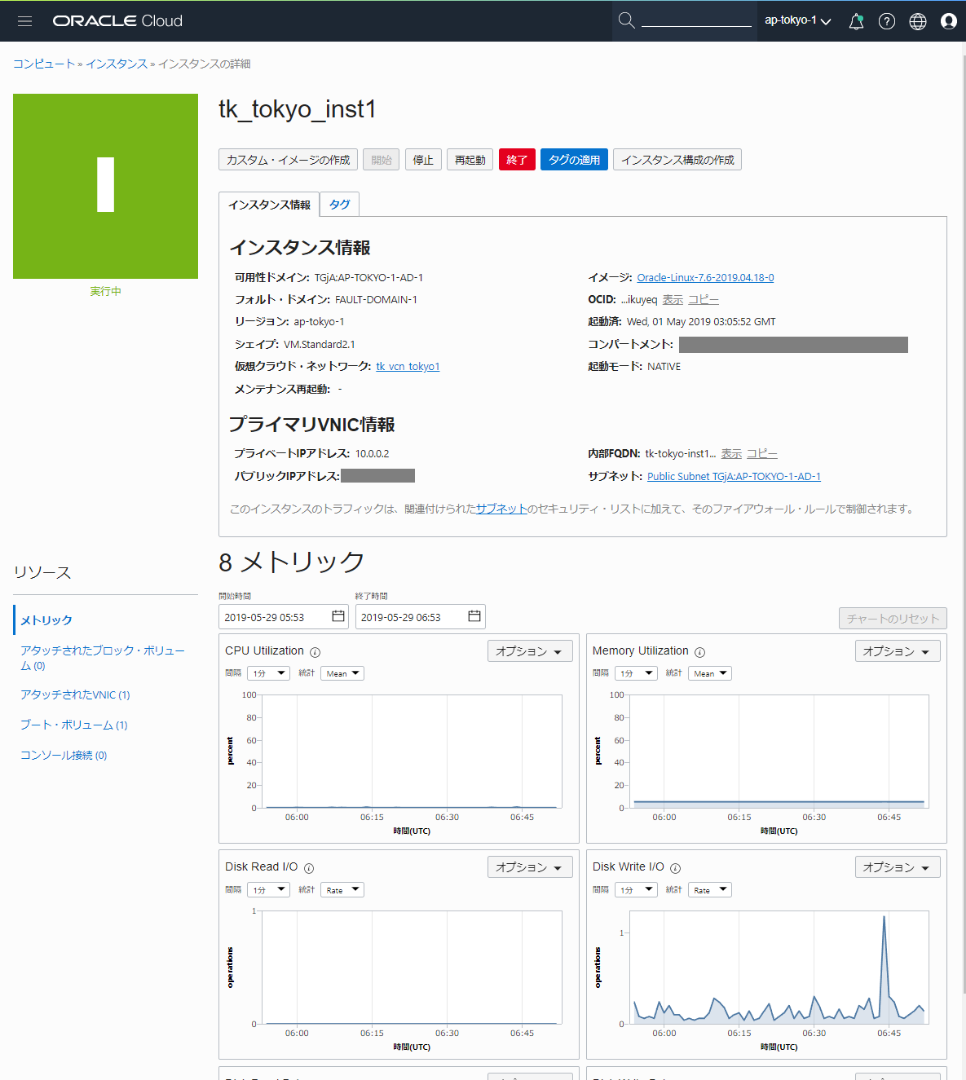 ORACLE Cloud
ap-tokyo-1
コンピュート » インスタンス » インスタンスの詳細
実行中
tk_tokyo_inst1
カスタム・イメージの作成 開始 停止 再起動 終了 タグの適用 インスタンス構成の作成
インスタンス情報 タグ
インスタンス情報
可用性ドメイン: TGjA:AP-TOKYO-1-AD-1
フォルト・ドメイン: FAULT-DOMAIN-1
リージョン: ap-tokyo-1
シェイプ: VM.Standard2.1
仮想クラウド・ネットワーク: tk_vcn_tokyo1
メンテナンス再起動: -
イメージ: Oracle-Linux-7.6-2019.04.18-0
OCID: ...ikuyeq 表示 コピー
起動済: Wed, 01 May 2019 03:05:52 GMT
コンパートメント:
起動モード: NATIVE
プライマリVNIC情報
プライベートIPアドレス: 10.0.0.2
パブリックIPアドレス:
内部FQDN: tk-tokyo-inst1... 表示 コピー
サブネット: Public Subnet TGjA:AP-TOKYO-1-AD-1
このインスタンスのトラフィックは、関連付けられたサブネットのセキュリティ・リストに加えて、そのファイアウォール・ルールで制御されます。
リソース
メトリック
アタッチされたブロック・ボリュー
ム (0)
アタッチされたVNIC (1)
ブート・ボリューム (1)
コンソール接続 (0)
8 メトリック
開始時間 終了時間
2019-05-29 05:53 2019-05-29 06:53 チャートのリセット
CPU Utilization オプション
間隔 1分 統計 Mean
100
80
60
40
20
0
percent
06:00 06:15 06:30 06:45
時間(UTC)
Memory Utilization オプション
間隔 1分 統計 Mean
100
80
60
40
20
0
percent
06:00 06:15 06:30 06:45
時間(UTC)
Disk Read I/O オプション
間隔 1分 統計 Rate
1
0
operations
06:00 06:15 06:30 06:45
時間(UTC)
Disk Write I/O オプション
間隔 1分 統計 Rate
1
0
operations
06:00 06:15 06:30 06:45
時間(UTC)